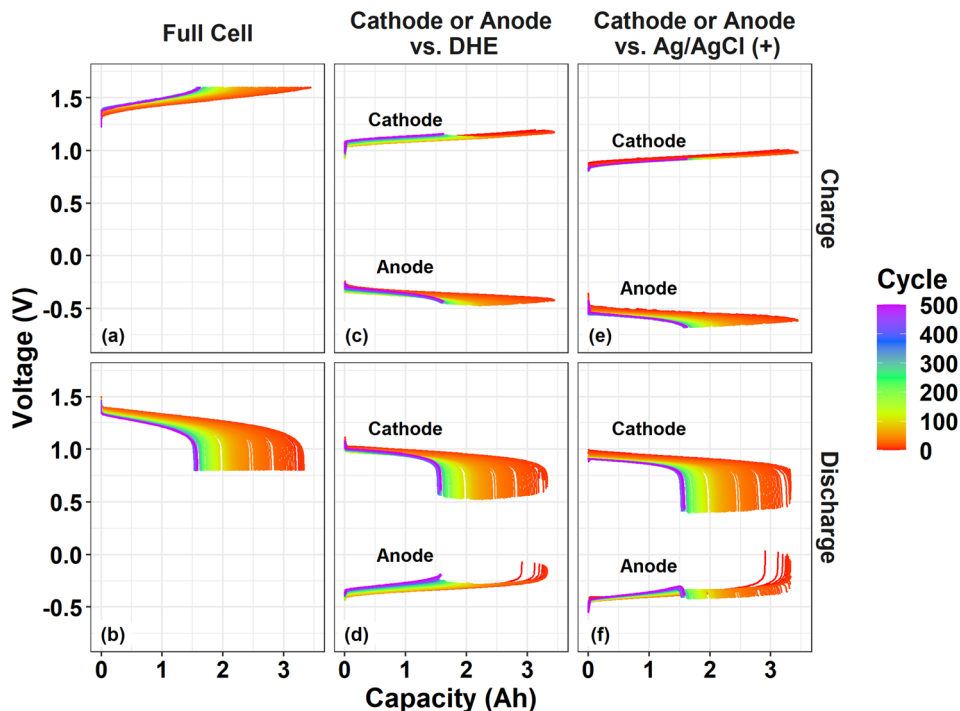 Full Cell
Cathode or Anode
vs. DHE
Cathode or Anode
vs. Ag/AgCl (+)
Voltage (V)
1.5
1.0
0.5
0.0
-0.5
(a)
Cathode
Anode
(c)
Cathode
Anode
(e)
Charge
1.5
1.0
0.5
0.0
-0.5
(b)
Cathode
Anode
(d)
Cathode
Anode
(f)
Discharge
0 1 2 3
0 1 2 3
0 1 2 3
Capacity (Ah)
Cycle
500
400
300
200
100
0